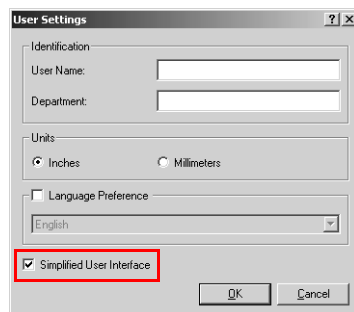 User Settings
Identification
User Name:
Department:
Units
Inches Millimeters
Language Preference
English
Simplified User Interface
OK Cancel